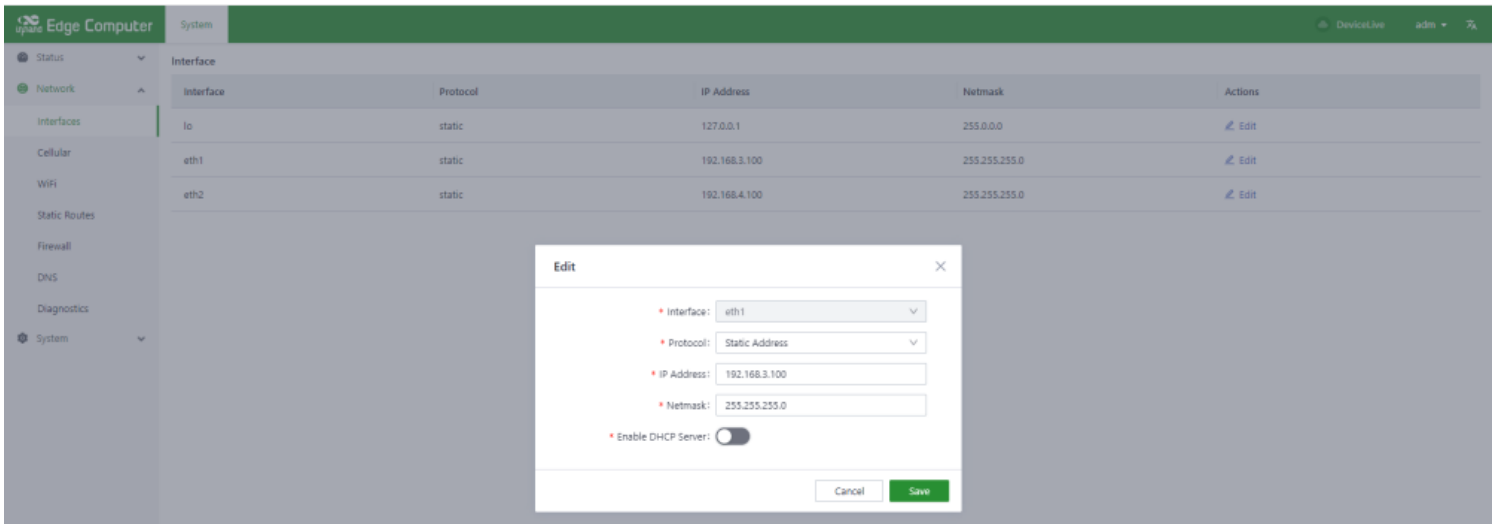 Edge Computer System DeviceLive adm
Status
Interface
Network
Interface Protocol IP Address Netmask Actions
Interfaces
lo static 127.0.0.1 255.0.0.0 Edit
Cellular
eth1 static 192.168.3.100 255.255.255.0 Edit
WiFi
eth2 static 192.168.4.100 255.255.255.0 Edit
Static Routes
Firewall
DNS
Diagnostics
System
Edit
* Interface: eth1
* Protocol: Static Address
* IP Address: 192.168.3.100
* Netmask: 255.255.255.0
* Enable DHCP Server:
Cancel Save